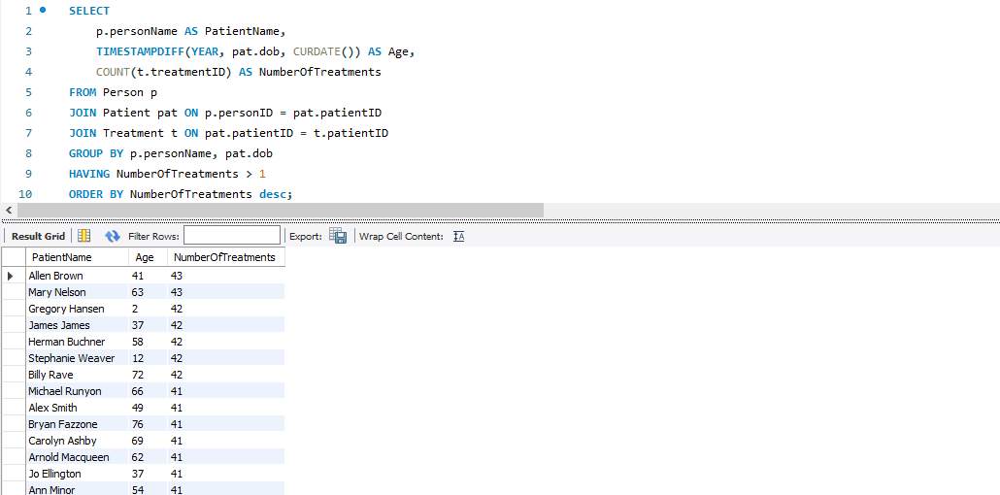 1 SELECT
2 p.personName AS PatientName,
3 TIMESTAMPDIFF(YEAR, pat.dob, CURDATE()) AS Age,
4 COUNT(t.treatmentID) AS NumberOfTreatments
5 FROM Person p
6 JOIN Patient pat ON p.personID = pat.patientID
7 JOIN Treatment t ON pat.patientID = t.patientID
8 GROUP BY p.personName, pat.dob
9 HAVING NumberOfTreatments > 1
10 ORDER BY NumberOfTreatments desc;
Result Grid Filter Rows: Export: Wrap Cell Content: IA
PatientName Age NumberOfTreatments
Allen Brown 41 43
Mary Nelson 63 43
Gregory Hansen 2 42
James James 37 42
Herman Buchner 58 42
Stephanie Weaver 12 42
Billy Rave 72 42
Michael Runyon 66 41
Alex Smith 49 41
Bryan Fazzone 76 41
Carolyn Ashby 69 41
Arnold Macqueen 62 41
Jo Ellington 37 41
Ann Minor 54 41